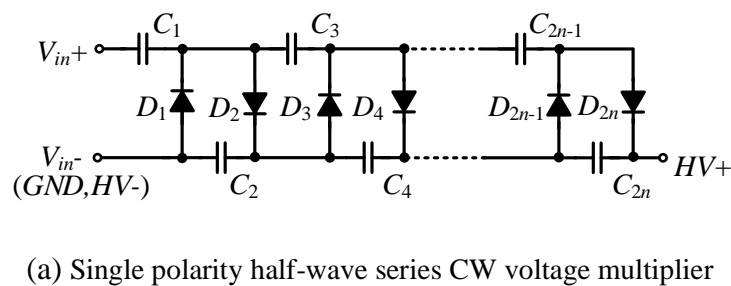 C1 C3 C2n-1
Vin+
D1 D2 D3 D4 D2n-1 D2n
Vin-
(GND,HV-)
C2 C4 C2n
HV+
(a) Single polarity half-wave series CW voltage multiplier